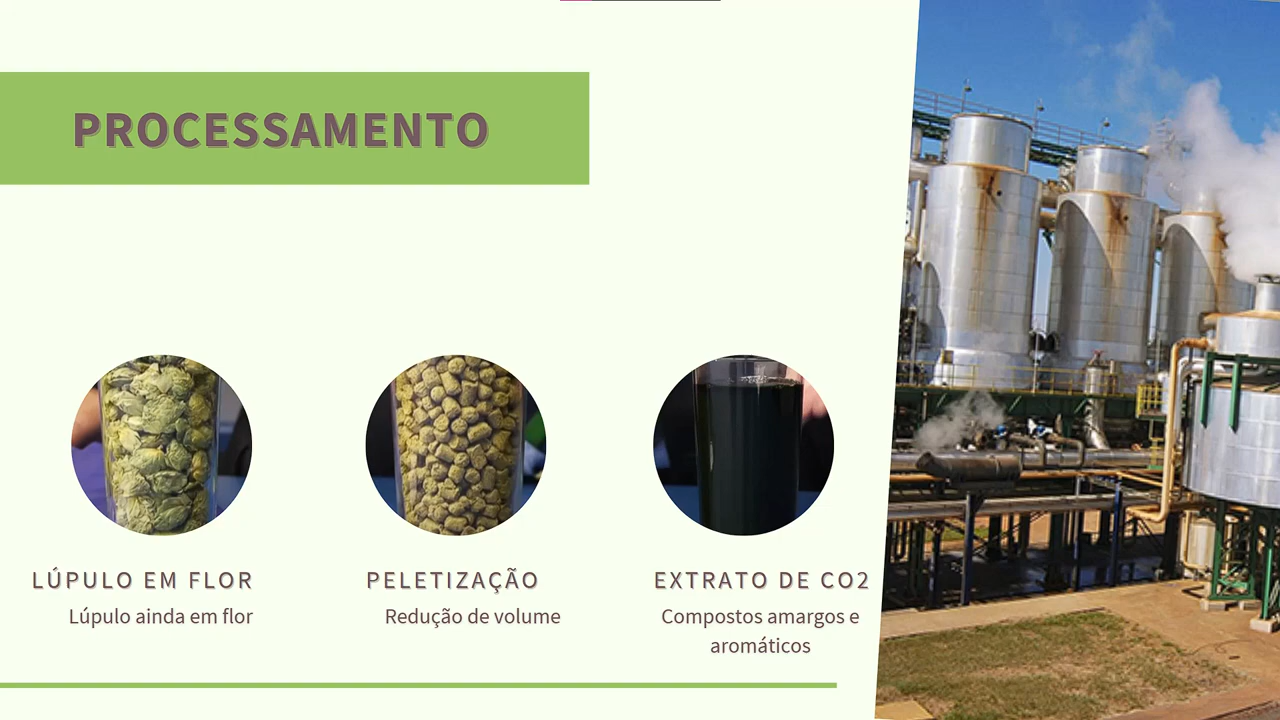 PROCESSAMENTO
LÚPULO EM FLOR
Lúpulo ainda em flor
PELETIZAÇÃO
Redução de volume
EXTRATO DE CO2
Compostos amargos e
aromáticos